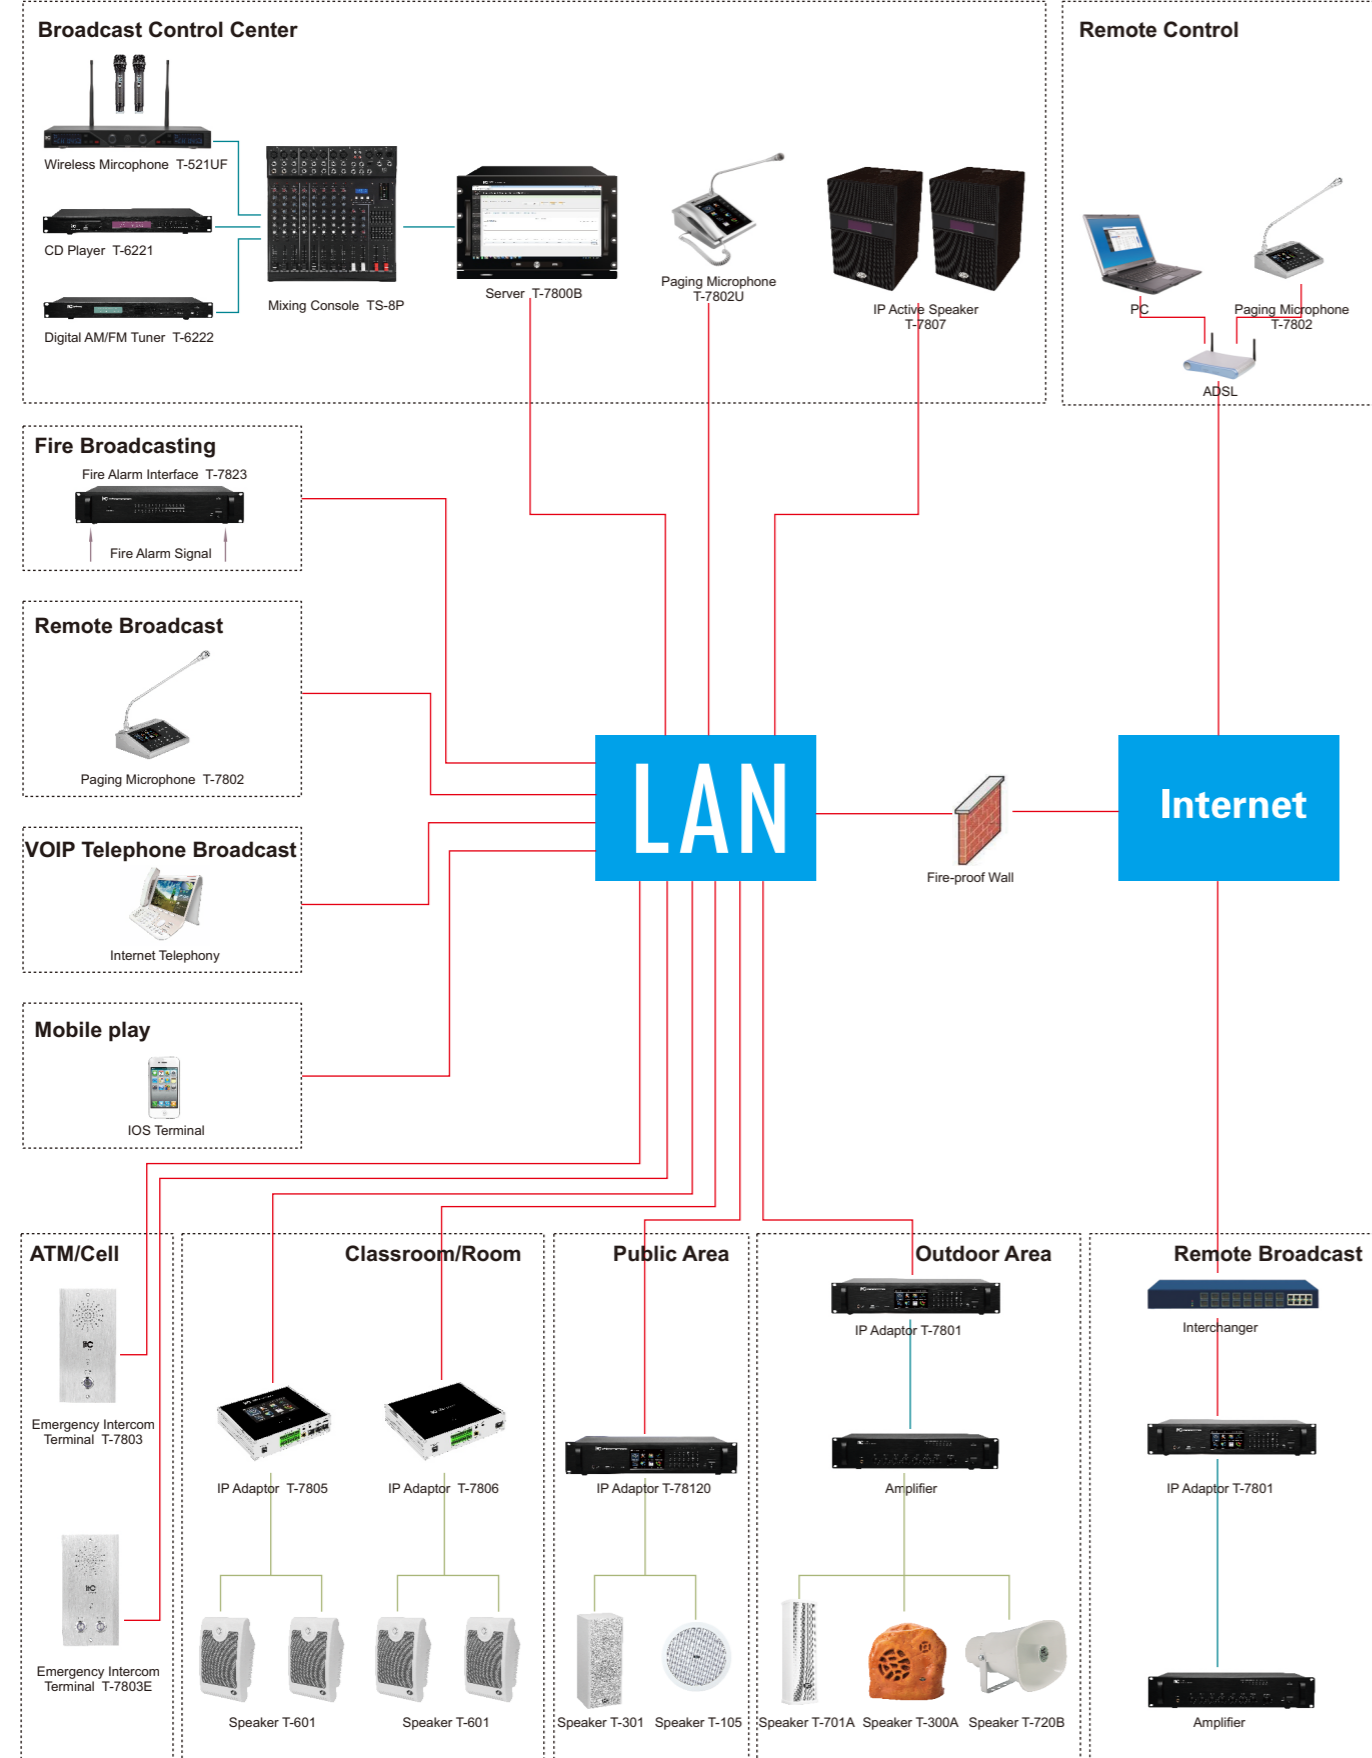 Broadcast Control Center
Remote Control
Wireless Mircophone T-521UF
CD Player T-6221
Digital AM/FM Tuner T-6222
Mixing Console TS-8P
Server T-7800B
Paging Microphone
T-7802U
IP Active Speaker
T-7807
PC
Paging Microphone
T-7802
ADSL
Fire Broadcasting
Fire Alarm Interface T-7823
Fire Alarm Signal
Remote Broadcast
Paging Microphone T-7802
VOIP Telephone Broadcast
Internet Telephony
Mobile play
IOS Terminal
LAN
Fire-proof Wall
Internet
ATM/Cell
Emergency Intercom
Terminal T-7803
Emergency Intercom
Terminal T-7803E
Classroom/Room
IP Adaptor T-7805
IP Adaptor T-7806
Speaker T-601
Speaker T-601
Public Area
IP Adaptor T-78120
Speaker T-301
Speaker T-105
Outdoor Area
IP Adaptor T-7801
Amplifier
Speaker T-701A
Speaker T-300A
Speaker T-720B
Remote Broadcast
Interchanger
IP Adaptor T-7801
Amplifier